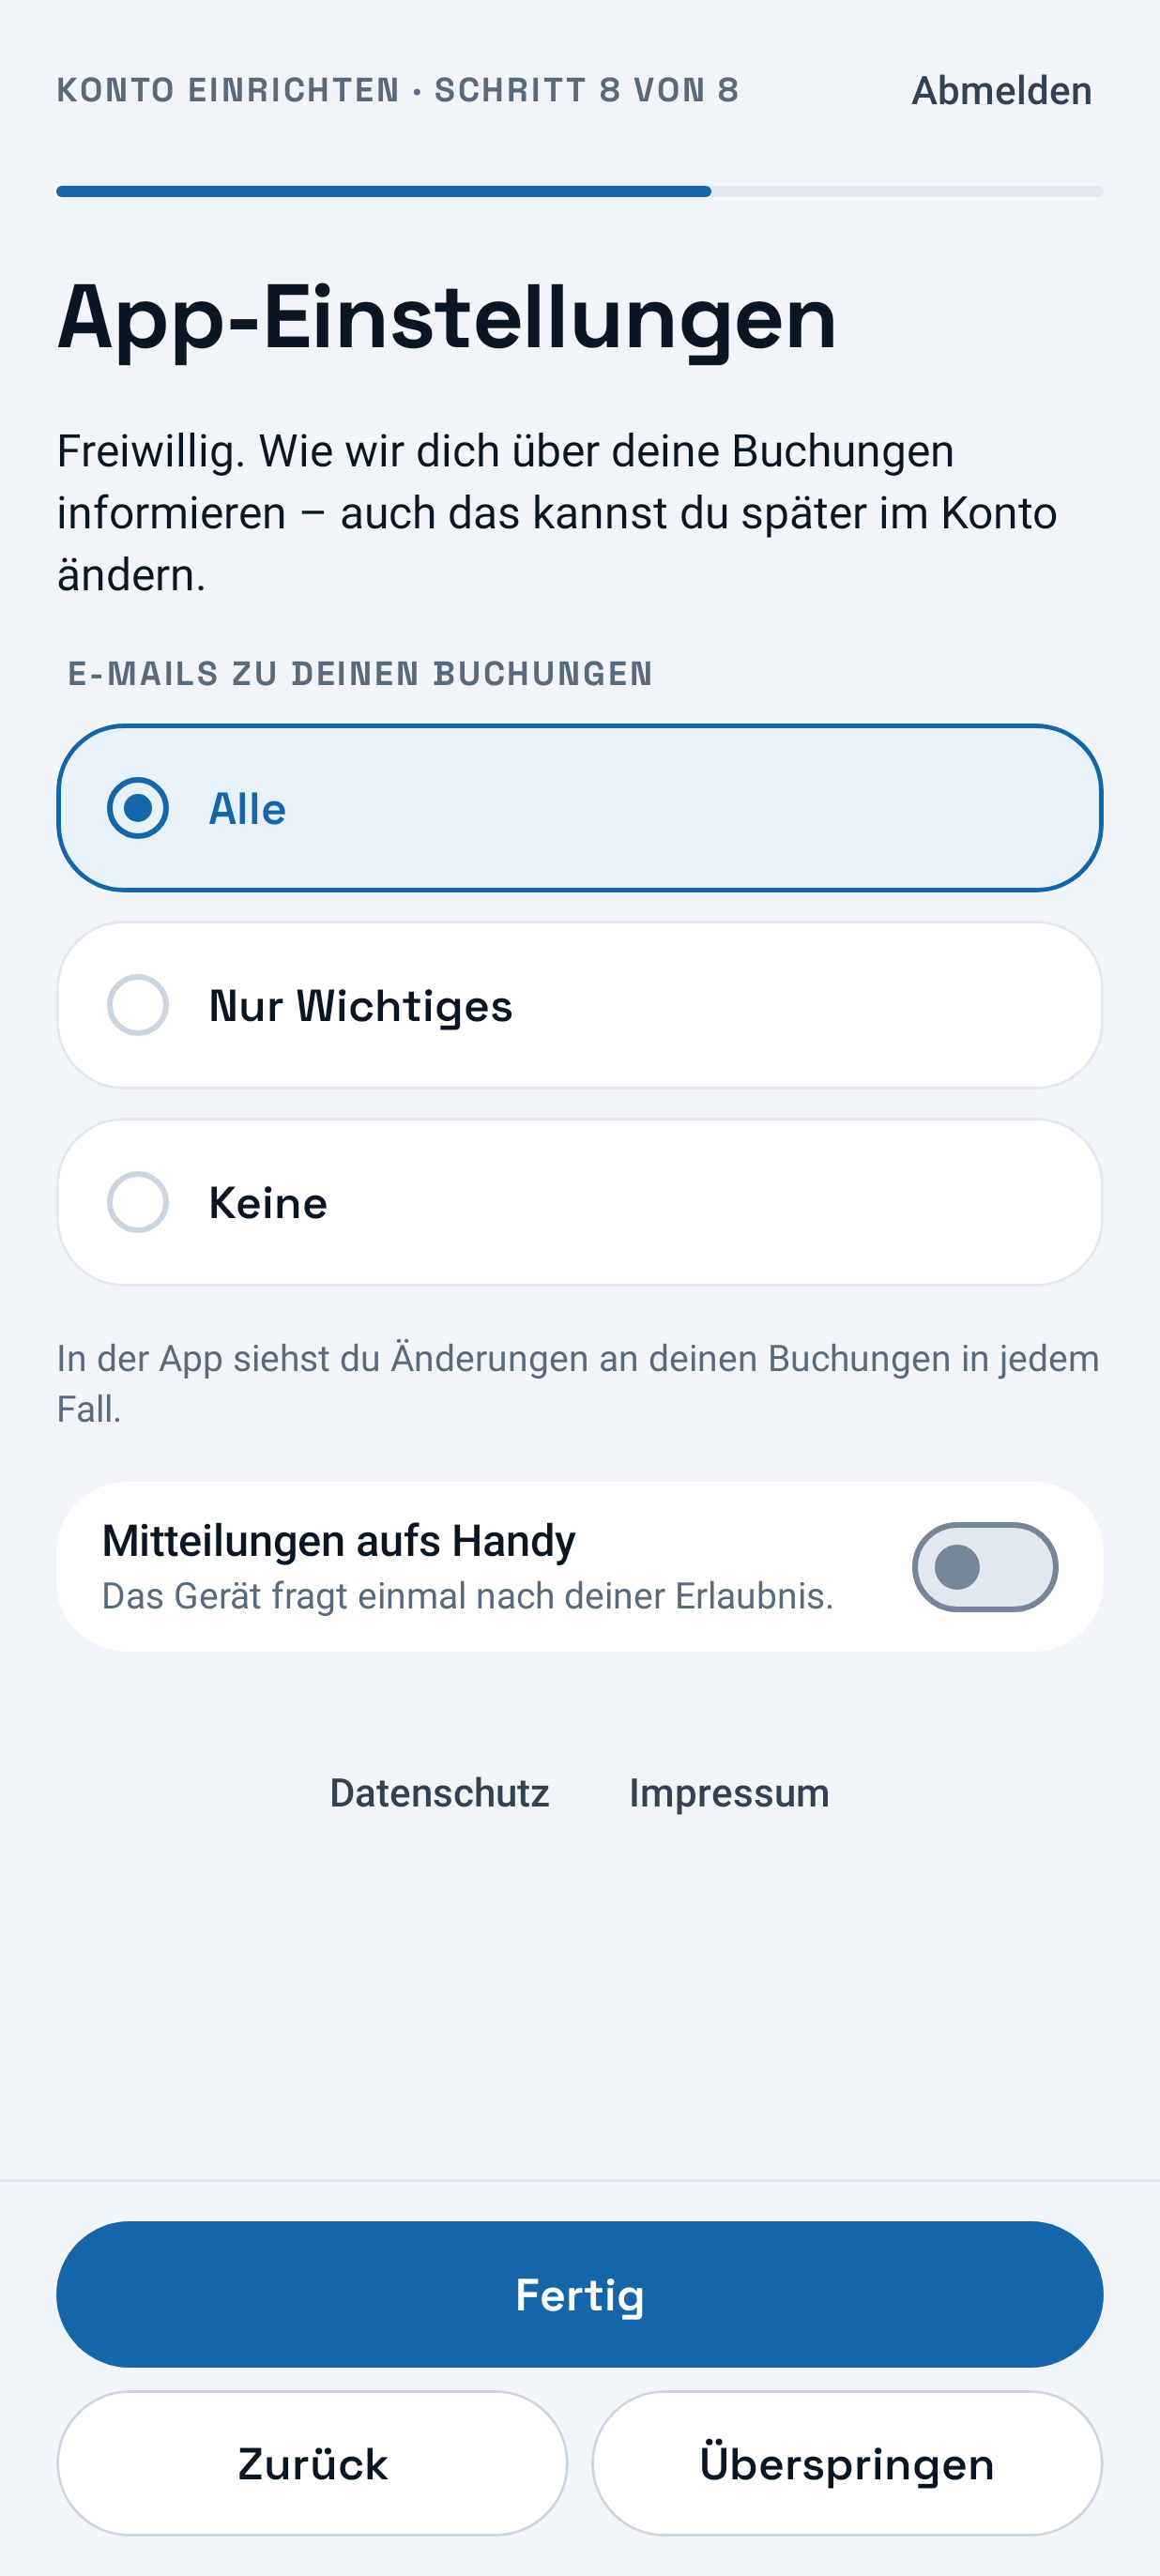 KONTO EINRICHTEN · SCHRITT 8 VON 8
Abmelden
App-Einstellungen
Freiwillig. Wie wir dich über deine Buchungen
informieren – auch das kannst du später im Konto
ändern.
E-MAILS ZU DEINEN BUCHUNGEN
Alle
Nur Wichtiges
Keine
In der App siehst du Änderungen an deinen Buchungen in jedem
Fall.
Mitteilungen aufs Handy
Das Gerät fragt einmal nach deiner Erlaubnis.
Datenschutz
Impressum
Fertig
Zurück
Überspringen